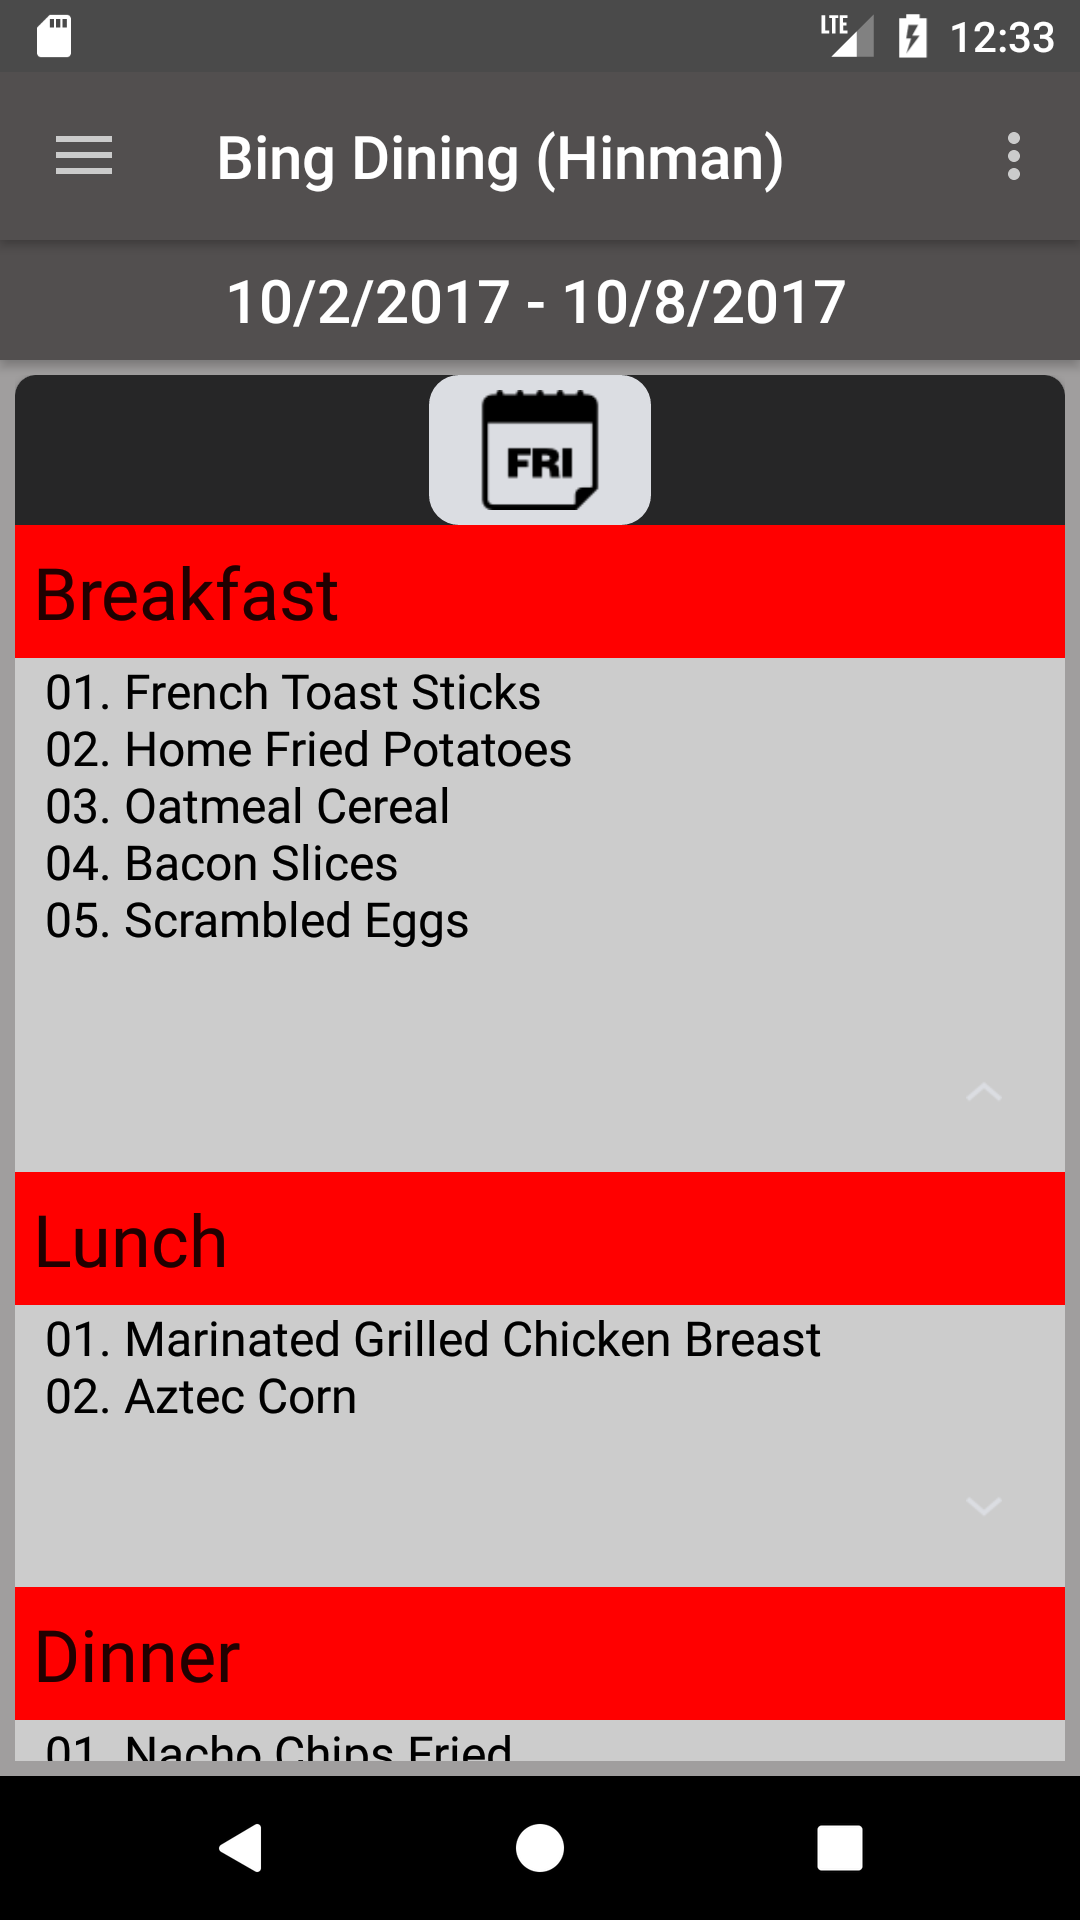 LTE 12:33
Bing Dining (Hinman)
10/2/2017 - 10/8/2017
FRI
Breakfast
01. French Toast Sticks
02. Home Fried Potatoes
03. Oatmeal Cereal
04. Bacon Slices
05. Scrambled Eggs
Lunch
01. Marinated Grilled Chicken Breast
02. Aztec Corn
Dinner
01. Nacho Chips Fried